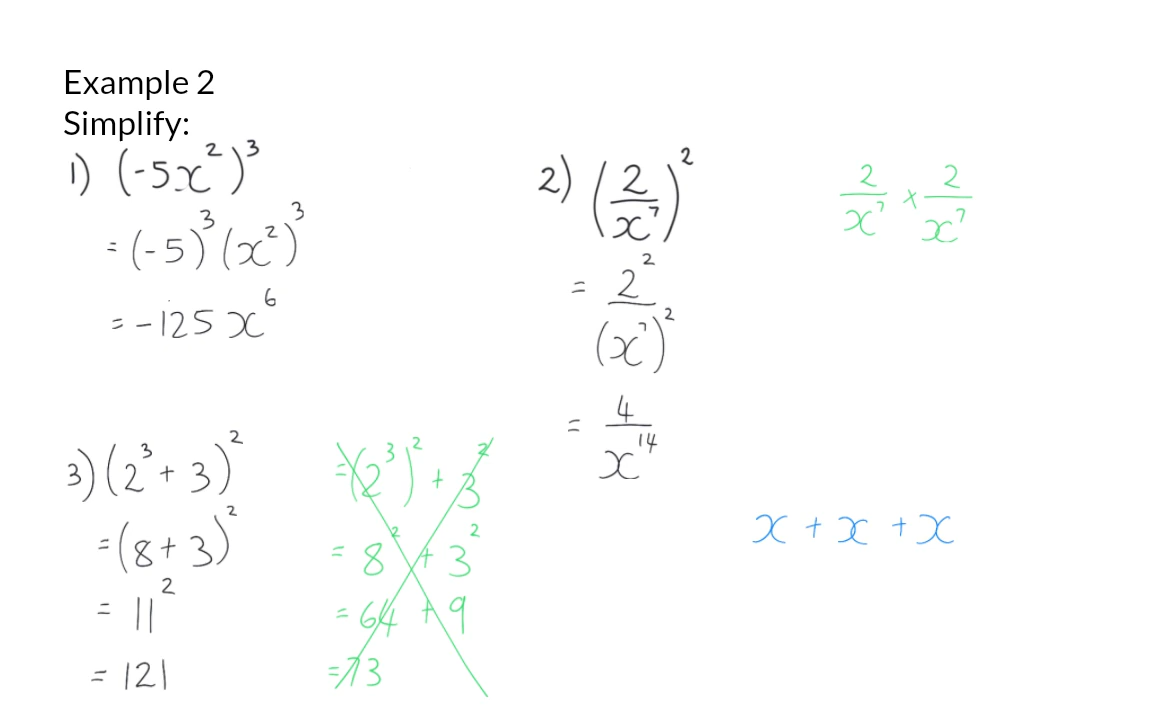 Example 2
Simplify:
1) (-5x²)³
= (-5)³(x²)³
= -125x⁶
2) (2/x⁷)²
= 2²/(x⁷)²
= 4/x¹⁴
2/x⁷ × 2/x⁷
3) (2³ + 3)²
= (8 + 3)²
= 11²
= 121
= (2³)² + 3²
= 8² + 3²
= 64 + 9
= 73
x + x + x